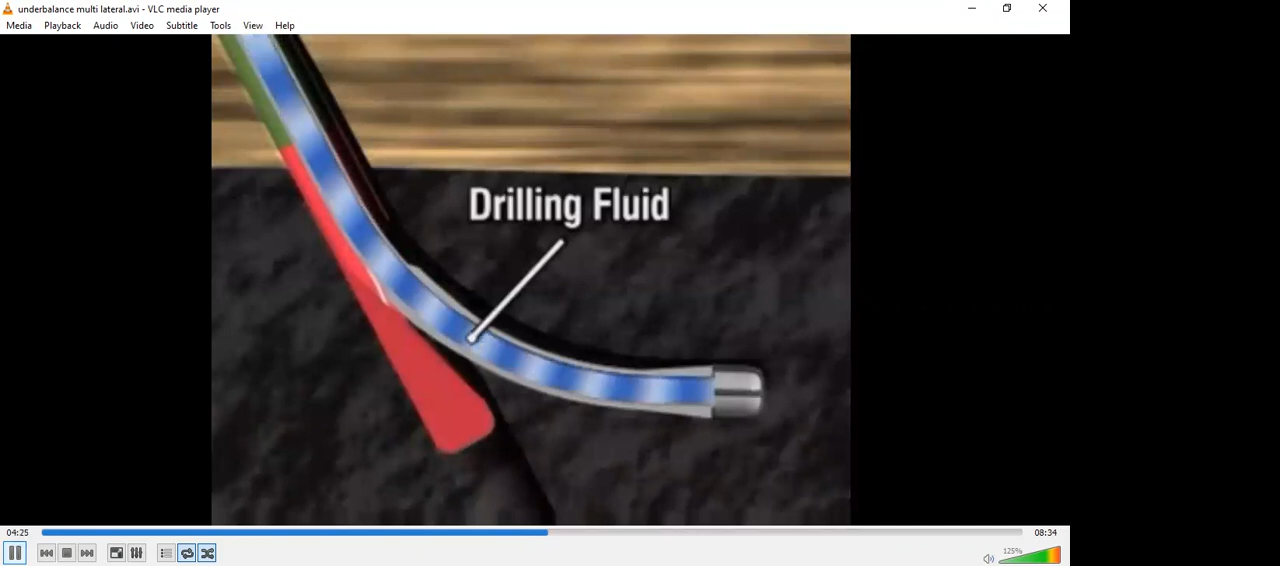 underbalance multi lateral.avi - VLC media player
Media Playback Audio Video Subtitle Tools View Help
Drilling Fluid
04:25 08:34
125%